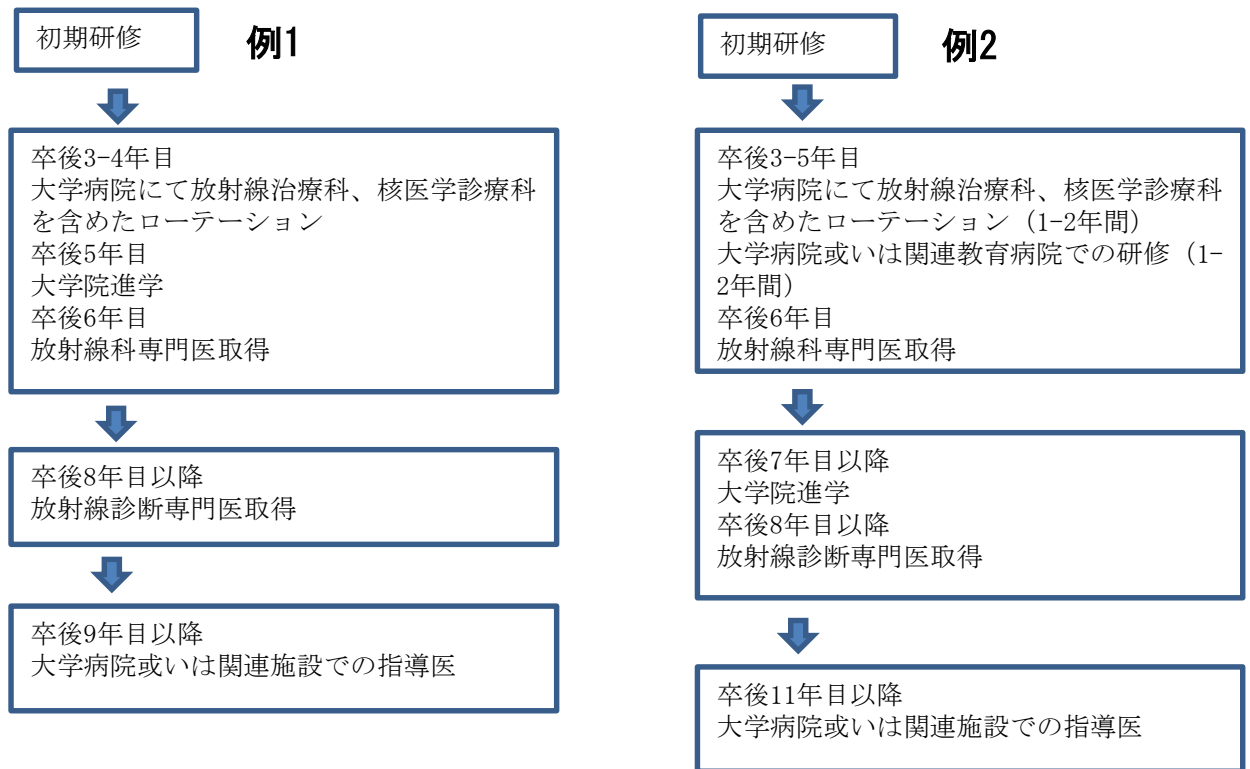 初期研修
例1
卒後3-4年目
大学病院にて放射線治療科、核医学診療科
を含めたローテーション
卒後5年目
大学院進学
卒後6年目
放射線科専門医取得
卒後8年目以降
放射線診断専門医取得
卒後9年目以降
大学病院或いは関連施設での指導医
初期研修
例2
卒後3-5年目
大学病院にて放射線治療科、核医学診療科
を含めたローテーション（1-2年間）
大学病院或いは関連教育病院での研修（1-
2年間）
卒後6年目
放射線科専門医取得
卒後7年目以降
大学院進学
卒後8年目以降
放射線診断専門医取得
卒後11年目以降
大学病院或いは関連施設での指導医